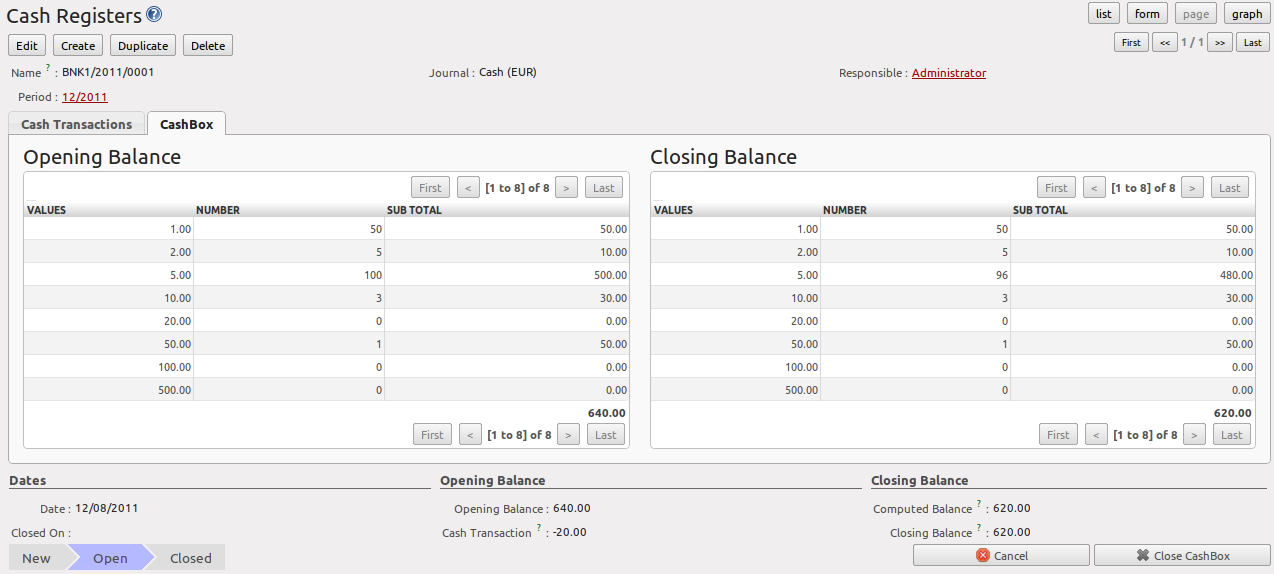 Cash Registers ? list form page graph
Edit Create Duplicate Delete First << 1 / 1 >> Last
Name ? : BNK1/2011/0001 Journal : Cash (EUR) Responsible : Administrator
Period : 12/2011
Cash Transactions CashBox
Opening Balance Closing Balance
First < [1 to 8] of 8 > Last First < [1 to 8] of 8 > Last
VALUES NUMBER SUB TOTAL VALUES NUMBER SUB TOTAL
1.00 50 50.00 1.00 50 50.00
2.00 5 10.00 2.00 5 10.00
5.00 100 500.00 5.00 96 480.00
10.00 3 30.00 10.00 3 30.00
20.00 0 0.00 20.00 0 0.00
50.00 1 50.00 50.00 1 50.00
100.00 0 0.00 100.00 0 0.00
500.00 0 0.00 500.00 0 0.00
640.00 620.00
First < [1 to 8] of 8 > Last First < [1 to 8] of 8 > Last
Dates Opening Balance Closing Balance
Date : 12/08/2011 Opening Balance : 640.00 Computed Balance ? : 620.00
Closed On : Cash Transaction ? : -20.00 Closing Balance ? : 620.00
New Open Closed Cancel Close CashBox